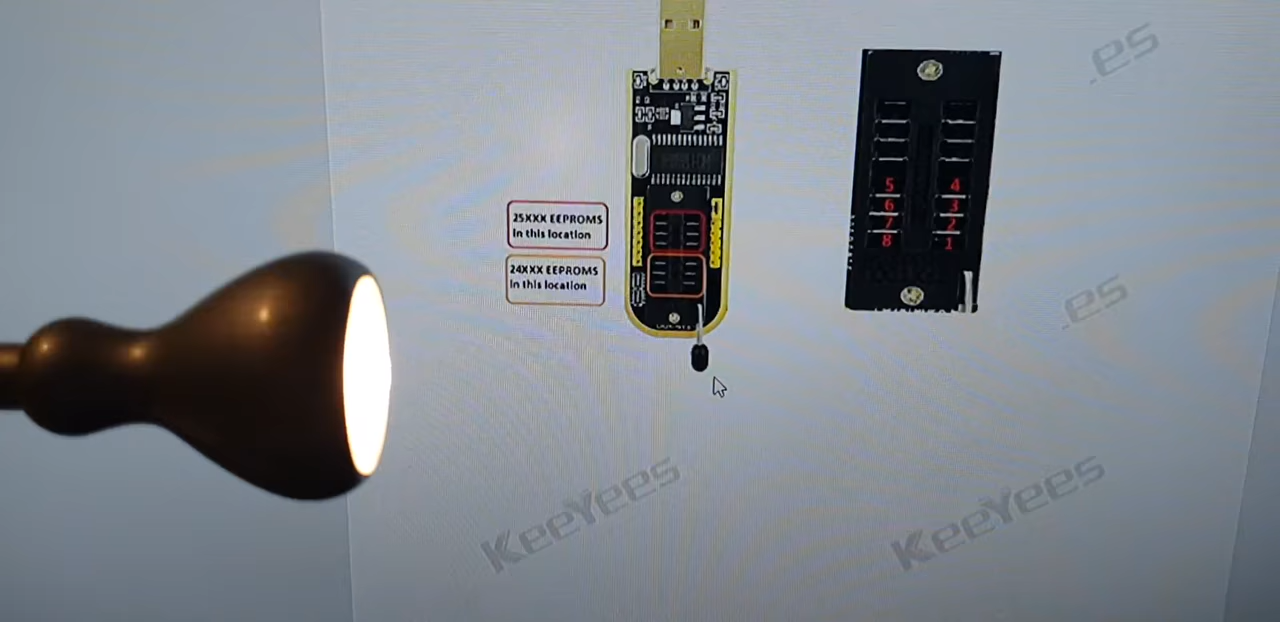 .es
25XXX EEPROMS
In this location
24XXX EEPROMS
In this location
5 4
6 3
7 2
8 1
.es
KeeYees
KeeYees